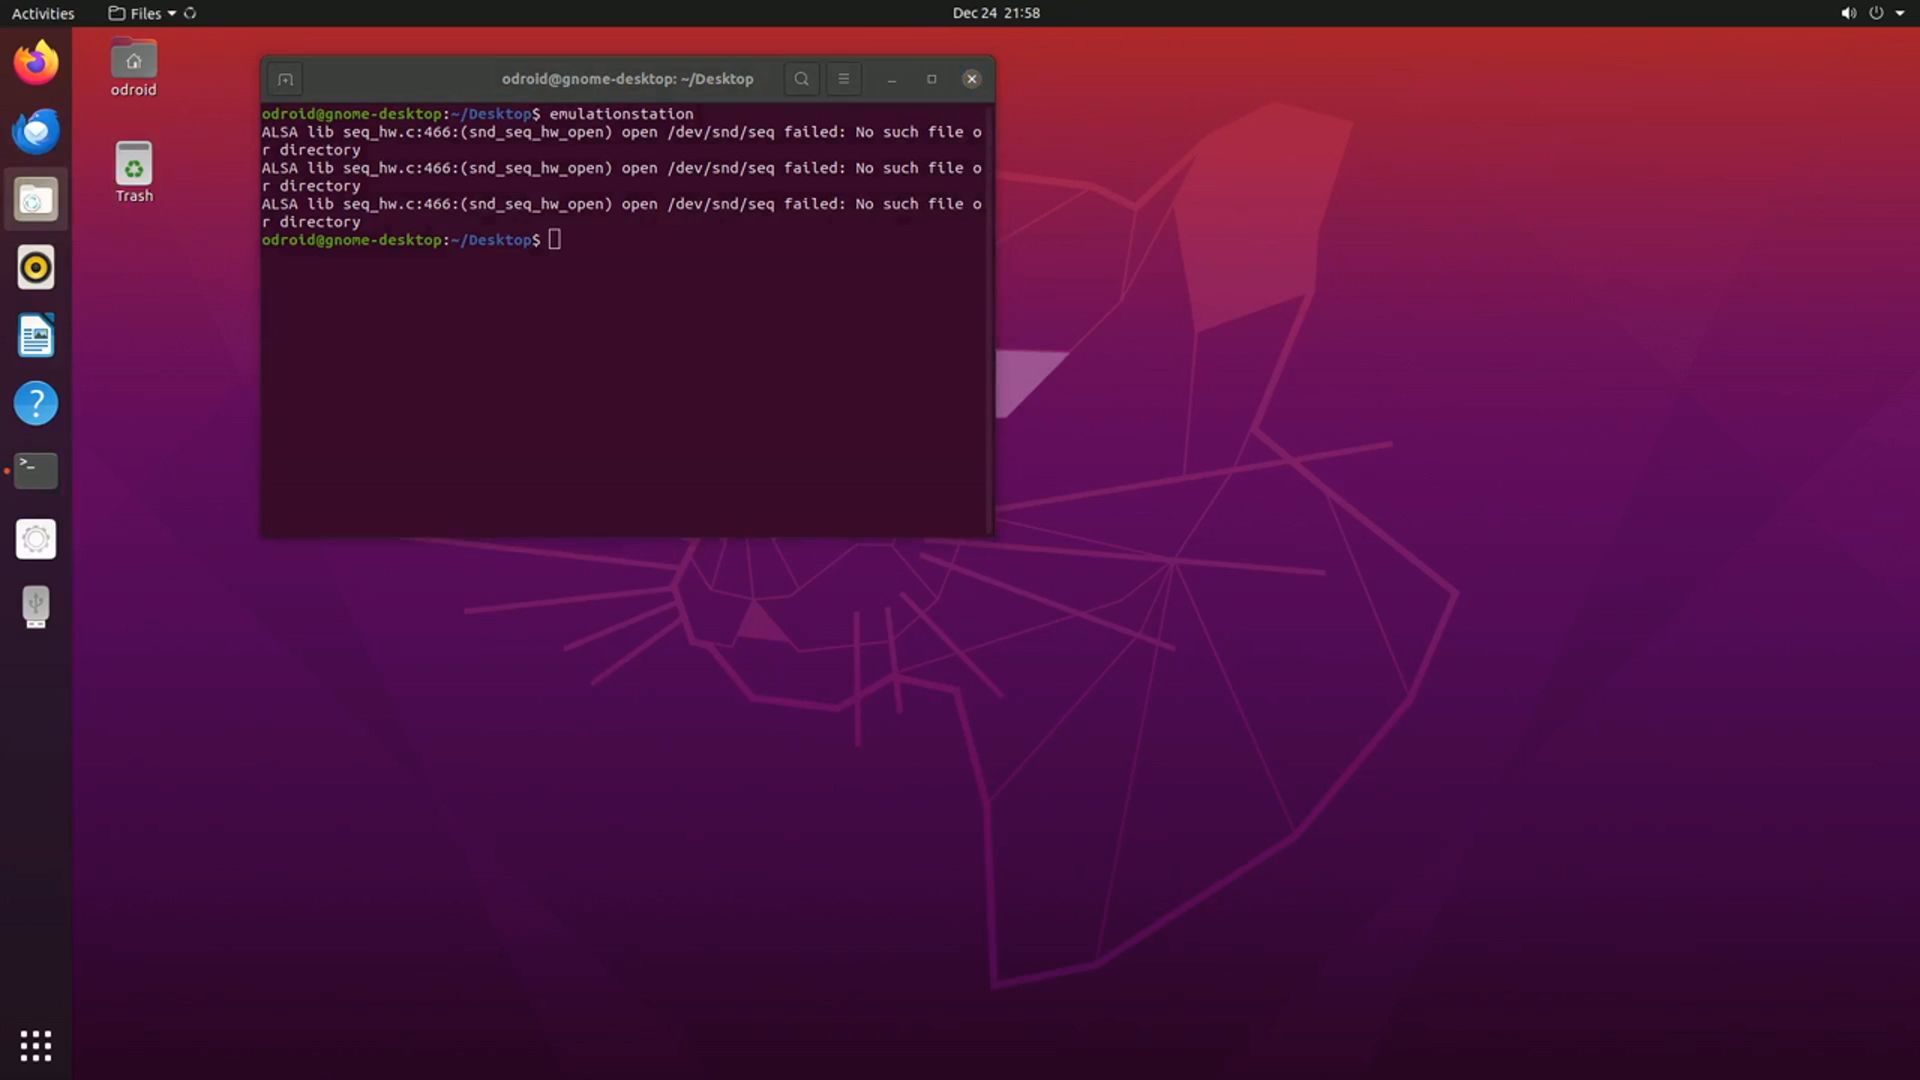 Activities Files Dec 24 21:58
odroid
Trash
odroid@gnome-desktop: ~/Desktop
odroid@gnome-desktop:~/Desktop$ emulationstation
ALSA lib seq_hw.c:466:(snd_seq_hw_open) open /dev/snd/seq failed: No such file o
r directory
ALSA lib seq_hw.c:466:(snd_seq_hw_open) open /dev/snd/seq failed: No such file o
r directory
ALSA lib seq_hw.c:466:(snd_seq_hw_open) open /dev/snd/seq failed: No such file o
r directory
odroid@gnome-desktop:~/Desktop$